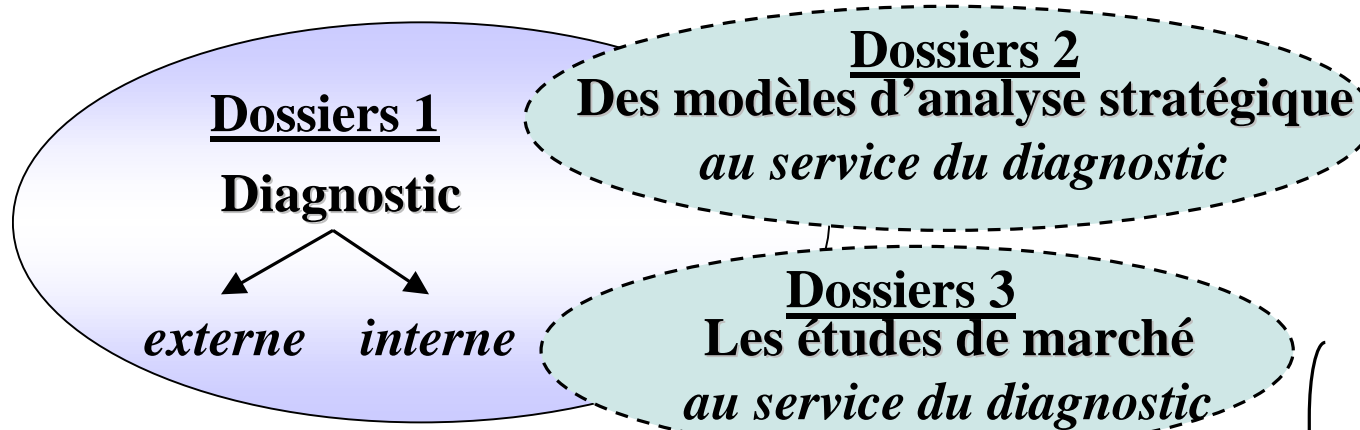 Dossiers 1
Diagnostic
externe interne
Dossiers 2
Des modèles d’analyse stratégique
au service du diagnostic
Dossiers 3
Les études de marché
au service du diagnostic